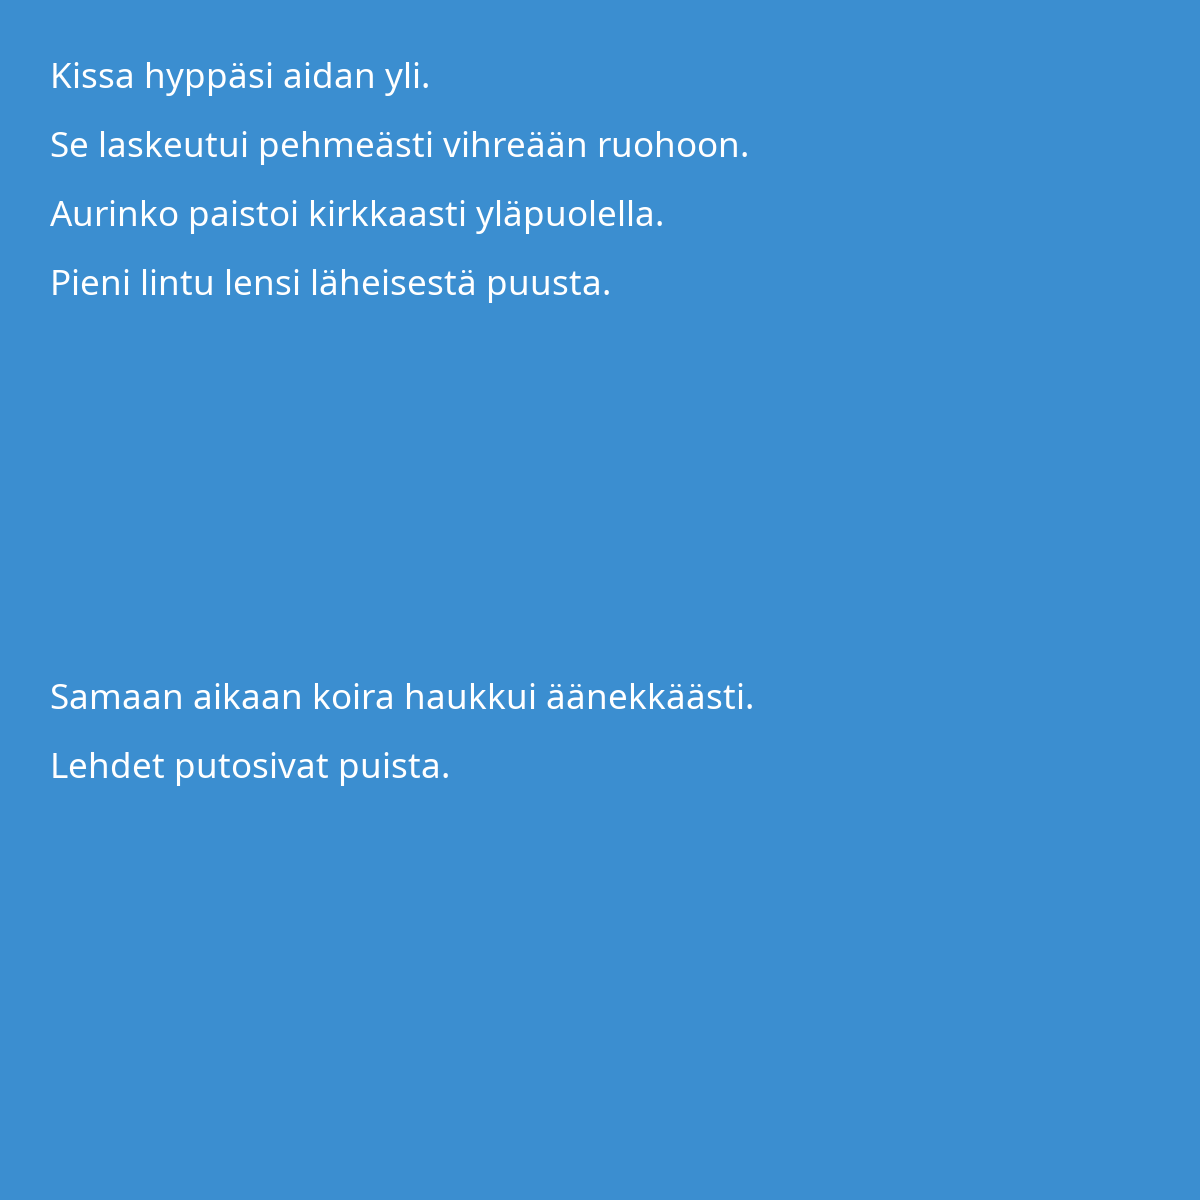 Kissa hyppäsi aidan yli.
Se laskeutui pehmeästi vihreään ruohoon.
Aurinko paistoi kirkkaasti yläpuolella.
Pieni lintu lensi läheisestä puusta.
Samaan aikaan koira haukkui äänekkäästi.
Lehdet putosivat puista.